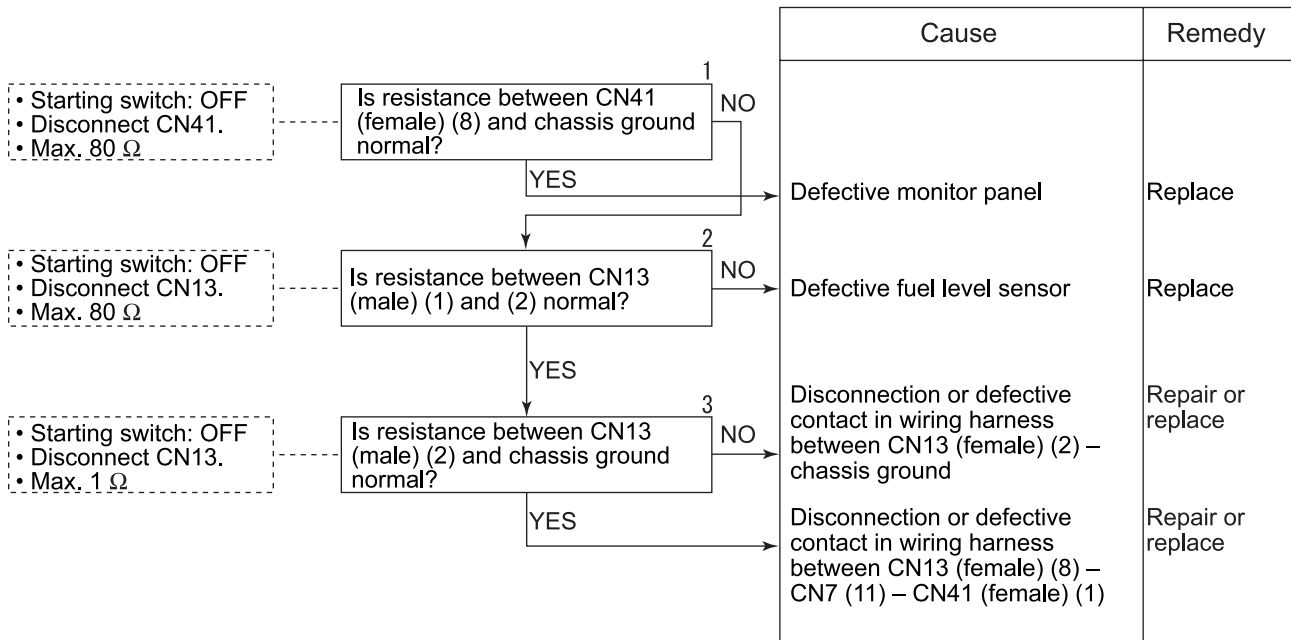 Cause
Remedy
• Starting switch: OFF
• Disconnect CN41.
• Max. 80 Ω
1
Is resistance between CN41
(female) (8) and chassis ground
normal?
NO
YES
Defective monitor panel
Replace
• Starting switch: OFF
• Disconnect CN13.
• Max. 80 Ω
2
Is resistance between CN13
(male) (1) and (2) normal?
NO
Defective fuel level sensor
Replace
YES
• Starting switch: OFF
• Disconnect CN13.
• Max. 1 Ω
3
Is resistance between CN13
(male) (2) and chassis ground
normal?
NO
Disconnection or defective
contact in wiring harness
between CN13 (female) (2) –
chassis ground
Repair or
replace
YES
Disconnection or defective
contact in wiring harness
between CN13 (female) (8) –
CN7 (11) – CN41 (female) (1)
Repair or
replace